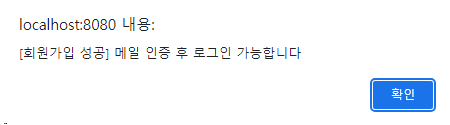 localhost:8080 내용:
[회원가입 성공] 메일 인증 후 로그인 가능합니다
확인